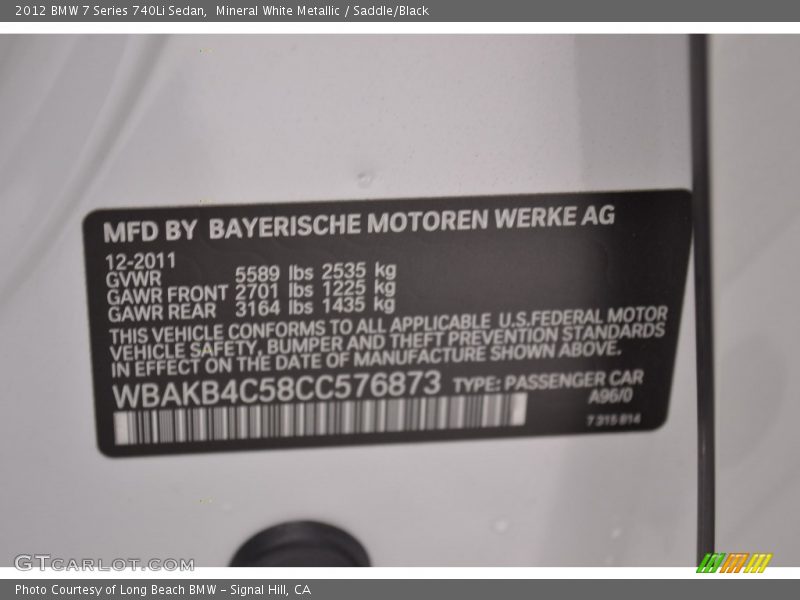 2012 BMW 7 Series 740Li Sedan,  Mineral White Metallic / Saddle/Black
MFD BY BAYERISCHE MOTOREN WERKE AG
12-2011
GVWR 5589 lbs 2535 kg
GAWR FRONT 2701 lbs 1225 kg
GAWR REAR 3164 lbs 1435 kg
THIS VEHICLE CONFORMS TO ALL APPLICABLE U.S.FEDERAL MOTOR
VEHICLE SAFETY, BUMPER AND THEFT PREVENTION STANDARDS
IN EFFECT ON THE DATE OF MANUFACTURE SHOWN ABOVE.
WBAKB4C58CC576873 TYPE: PASSENGER CAR
A96/0
7 315 814
GTCARLOT.COM
Photo Courtesy of Long Beach BMW - Signal Hill, CA